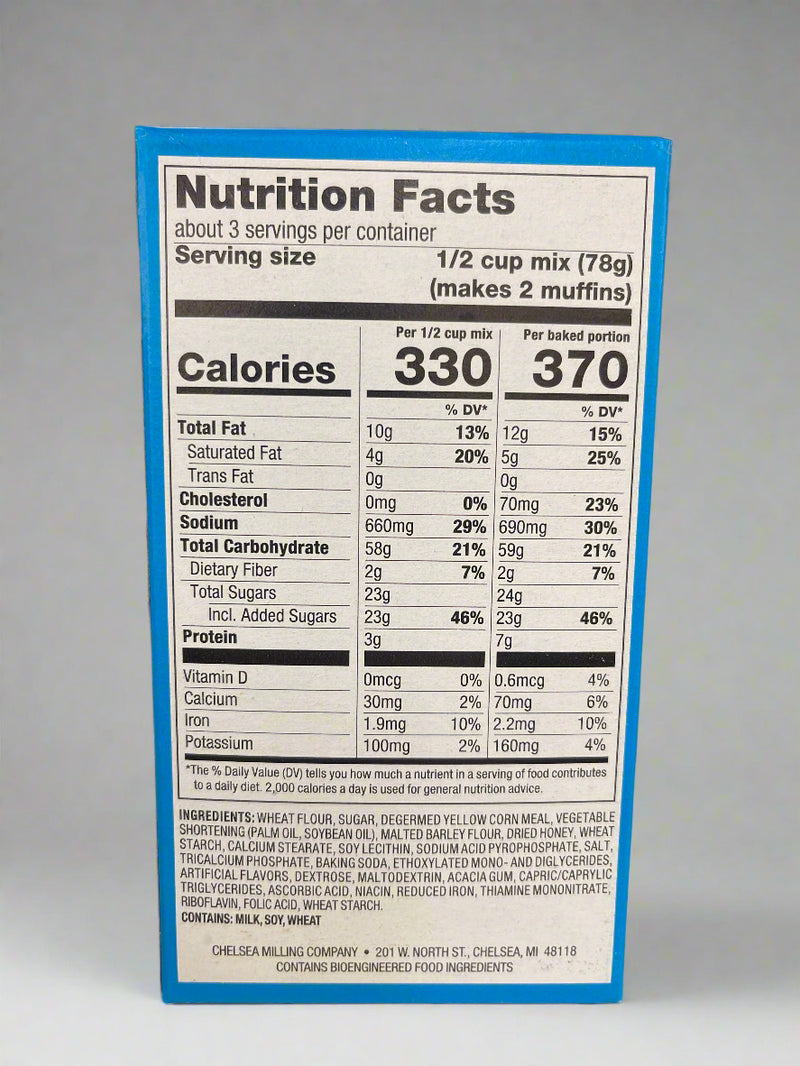 Nutrition Facts
about 3 servings per container
Serving size 1/2 cup mix (78g)
(makes 2 muffins)
Per 1/2 cup mix Per baked portion
Calories 330 370
% DV* % DV*
Total Fat 10g 13% 12g 15%
Saturated Fat 4g 20% 5g 25%
Trans Fat 0g 0g
Cholesterol 0mg 0% 70mg 23%
Sodium 660mg 29% 690mg 30%
Total Carbohydrate 58g 21% 59g 21%
Dietary Fiber 2g 7% 2g 7%
Total Sugars 23g 24g
Incl. Added Sugars 23g 46% 23g 46%
Protein 3g 7g
Vitamin D 0mcg 0% 0.6mcg 4%
Calcium 30mg 2% 70mg 6%
Iron 1.9mg 10% 2.2mg 10%
Potassium 100mg 2% 160mg 4%
*The % Daily Value (DV) tells you how much a nutrient in a serving of food contributes
to a daily diet. 2,000 calories a day is used for general nutrition advice.
INGREDIENTS: WHEAT FLOUR, SUGAR, DEGERMED YELLOW CORN MEAL, VEGETABLE
SHORTENING (PALM OIL, SOYBEAN OIL), MALTED BARLEY FLOUR, DRIED HONEY, WHEAT
STARCH, CALCIUM STEARATE, SOY LECITHIN, SODIUM ACID PYROPHOSPHATE, SALT,
TRICALCIUM PHOSPHATE, BAKING SODA, ETHOXYLATED MONO- AND DIGLYCERIDES,
ARTIFICIAL FLAVORS, DEXTROSE, MALTODEXTRIN, ACACIA GUM, CAPRIC/CAPRYLIC
TRIGLYCERIDES, ASCORBIC ACID, NIACIN, REDUCED IRON, THIAMINE MONONITRATE,
RIBOFLAVIN, FOLIC ACID, WHEAT STARCH.
CONTAINS: MILK, SOY, WHEAT
CHELSEA MILLING COMPANY • 201 W. NORTH ST., CHELSEA, MI 48118
CONTAINS BIOENGINEERED FOOD INGREDIENTS